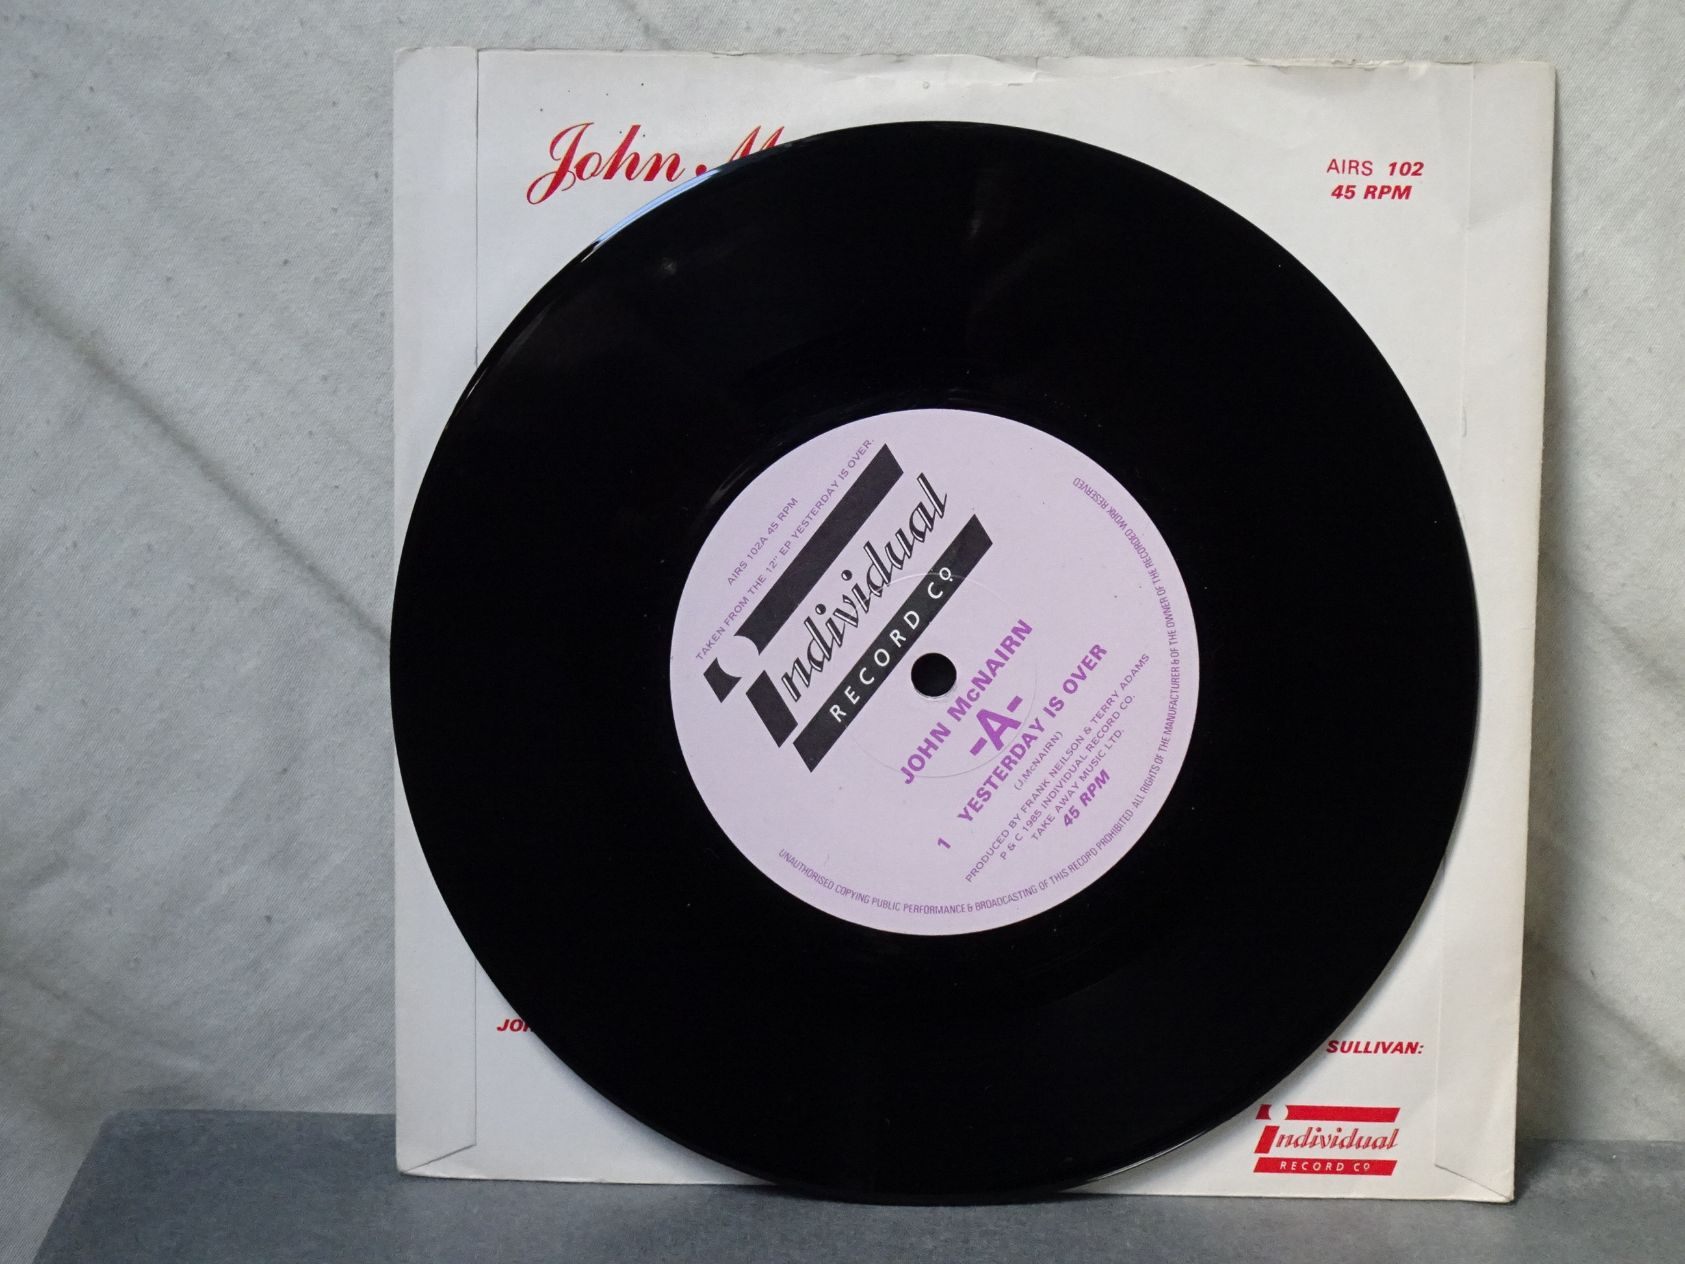 John M
AIRS 102
45 RPM
AIRS 102A 45 RPM
TAKEN FROM THE 12" EP YESTERDAY IS OVER.
Individual
RECORD Cº
JOHN McNAIRN
-A-
1 YESTERDAY IS OVER
(J.McNAIRN)
PRODUCED BY FRANK NEILSON & TERRY ADAMS
P & C 1985 INDIVIDUAL RECORD CO.
TAKE AWAY MUSIC LTD.
45 RPM
UNAUTHORISED COPYING PUBLIC PERFORMANCE & BROADCASTING OF THIS RECORD PROHIBITED ALL RIGHTS OF THE MANUFACTURER & OF THE OWNER OF THE RECORDED WORK RESERVED
SULLIVAN:
Individual
RECORD Cº